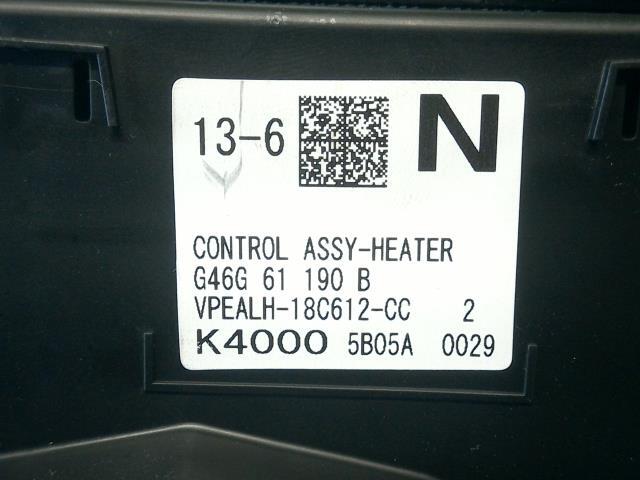 13-6 N
CONTROL ASSY-HEATER
G46G 61 190 B
VPEALH-18C612-CC 2
K4000 5B05A 0029